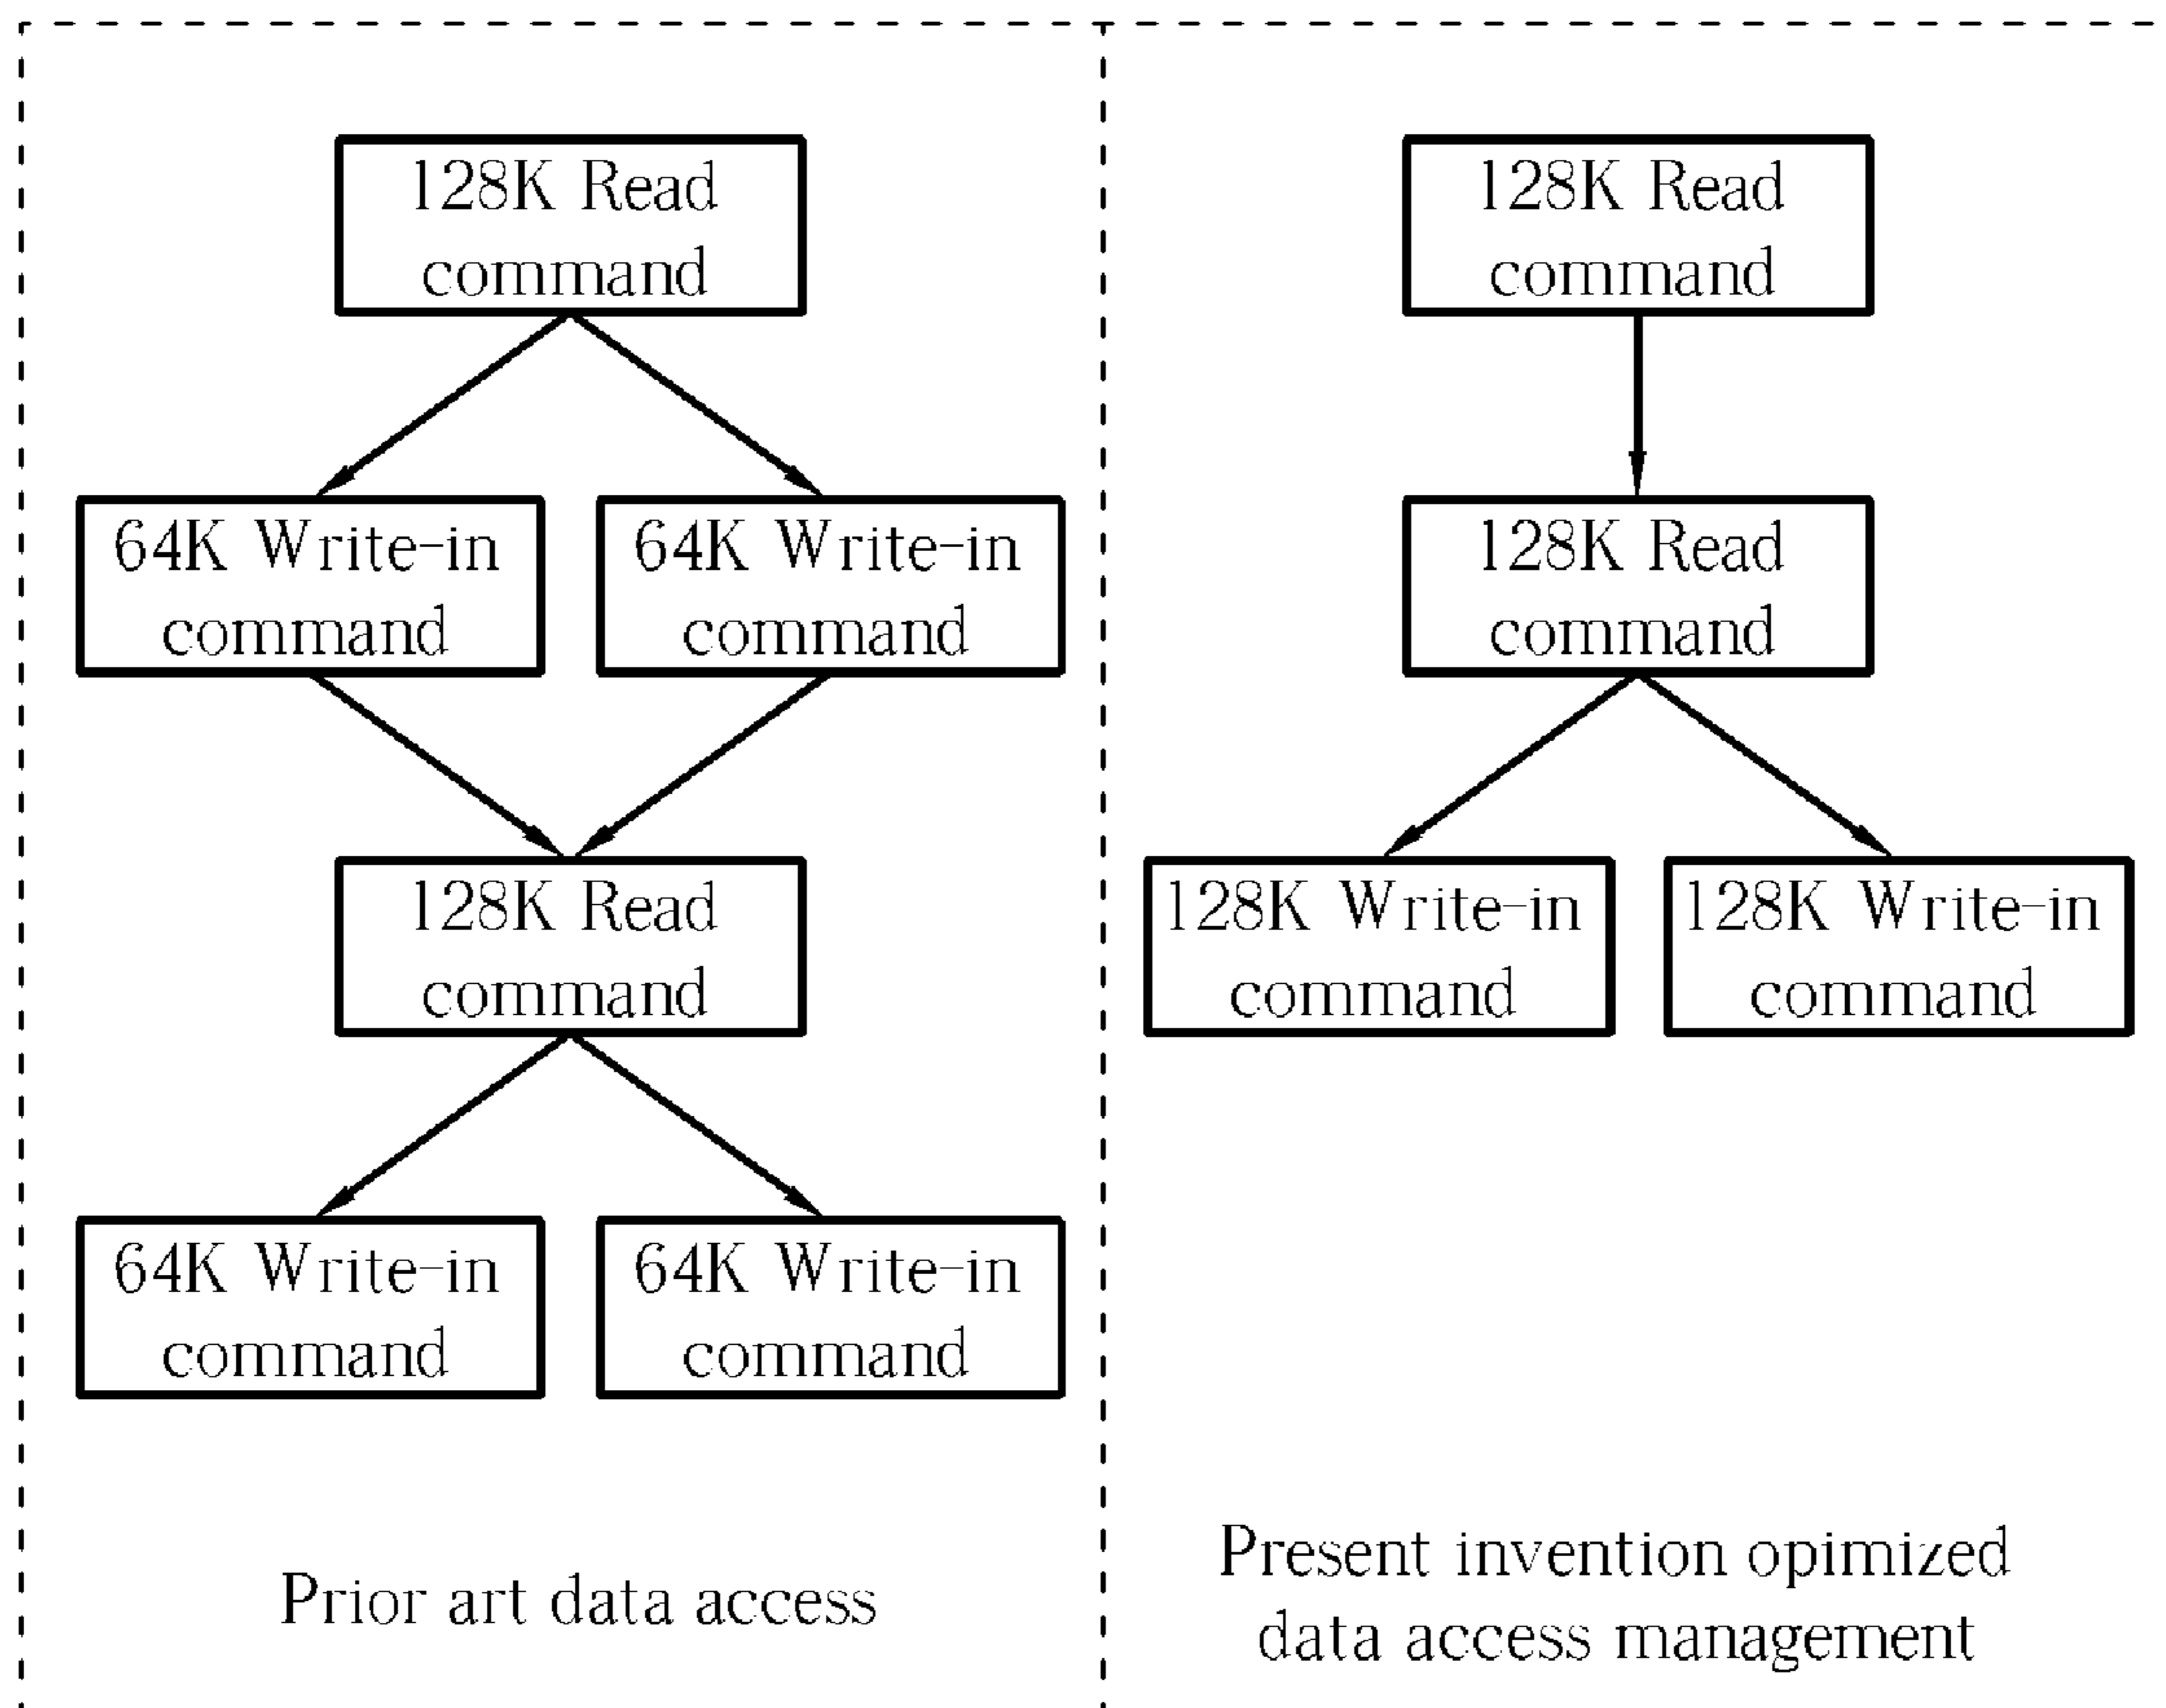 128K Read
command
64K Write-in
command
64K Write-in
command
128K Read
command
64K Write-in
command
64K Write-in
command
Prior art data access
128K Read
command
128K Read
command
128K Write-in
command
128K Write-in
command
Present invention opimized
data access management